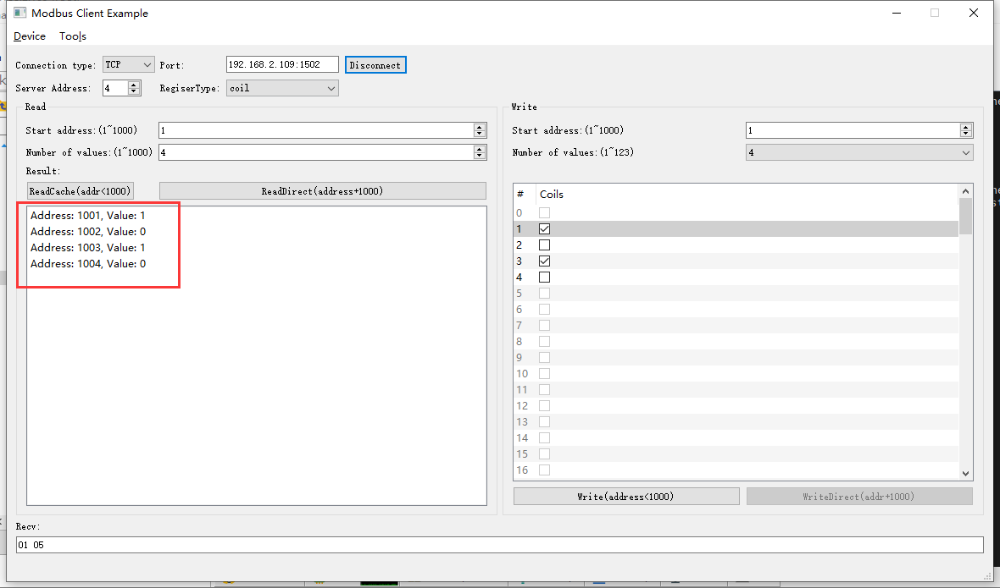 Modbus Client Example
Device Tools
Connection type: TCP Port: 192.168.2.109:1502 Disconnect
Server Address: 4 RegiserType: coil
Read
Start address:(1~1000) 1
Number of values:(1~1000) 4
Result:
ReadCache(addr<1000) ReadDirect(address+1000)
Address: 1001, Value: 1
Address: 1002, Value: 0
Address: 1003, Value: 1
Address: 1004, Value: 0
Write
Start address:(1~1000) 1
Number of values:(1~123) 4
# Coils
0
1
2
3
4
5
6
7
8
9
10
11
12
13
14
15
16
Write(address<1000) WriteDirect(addr+1000)
Recv:
01 05